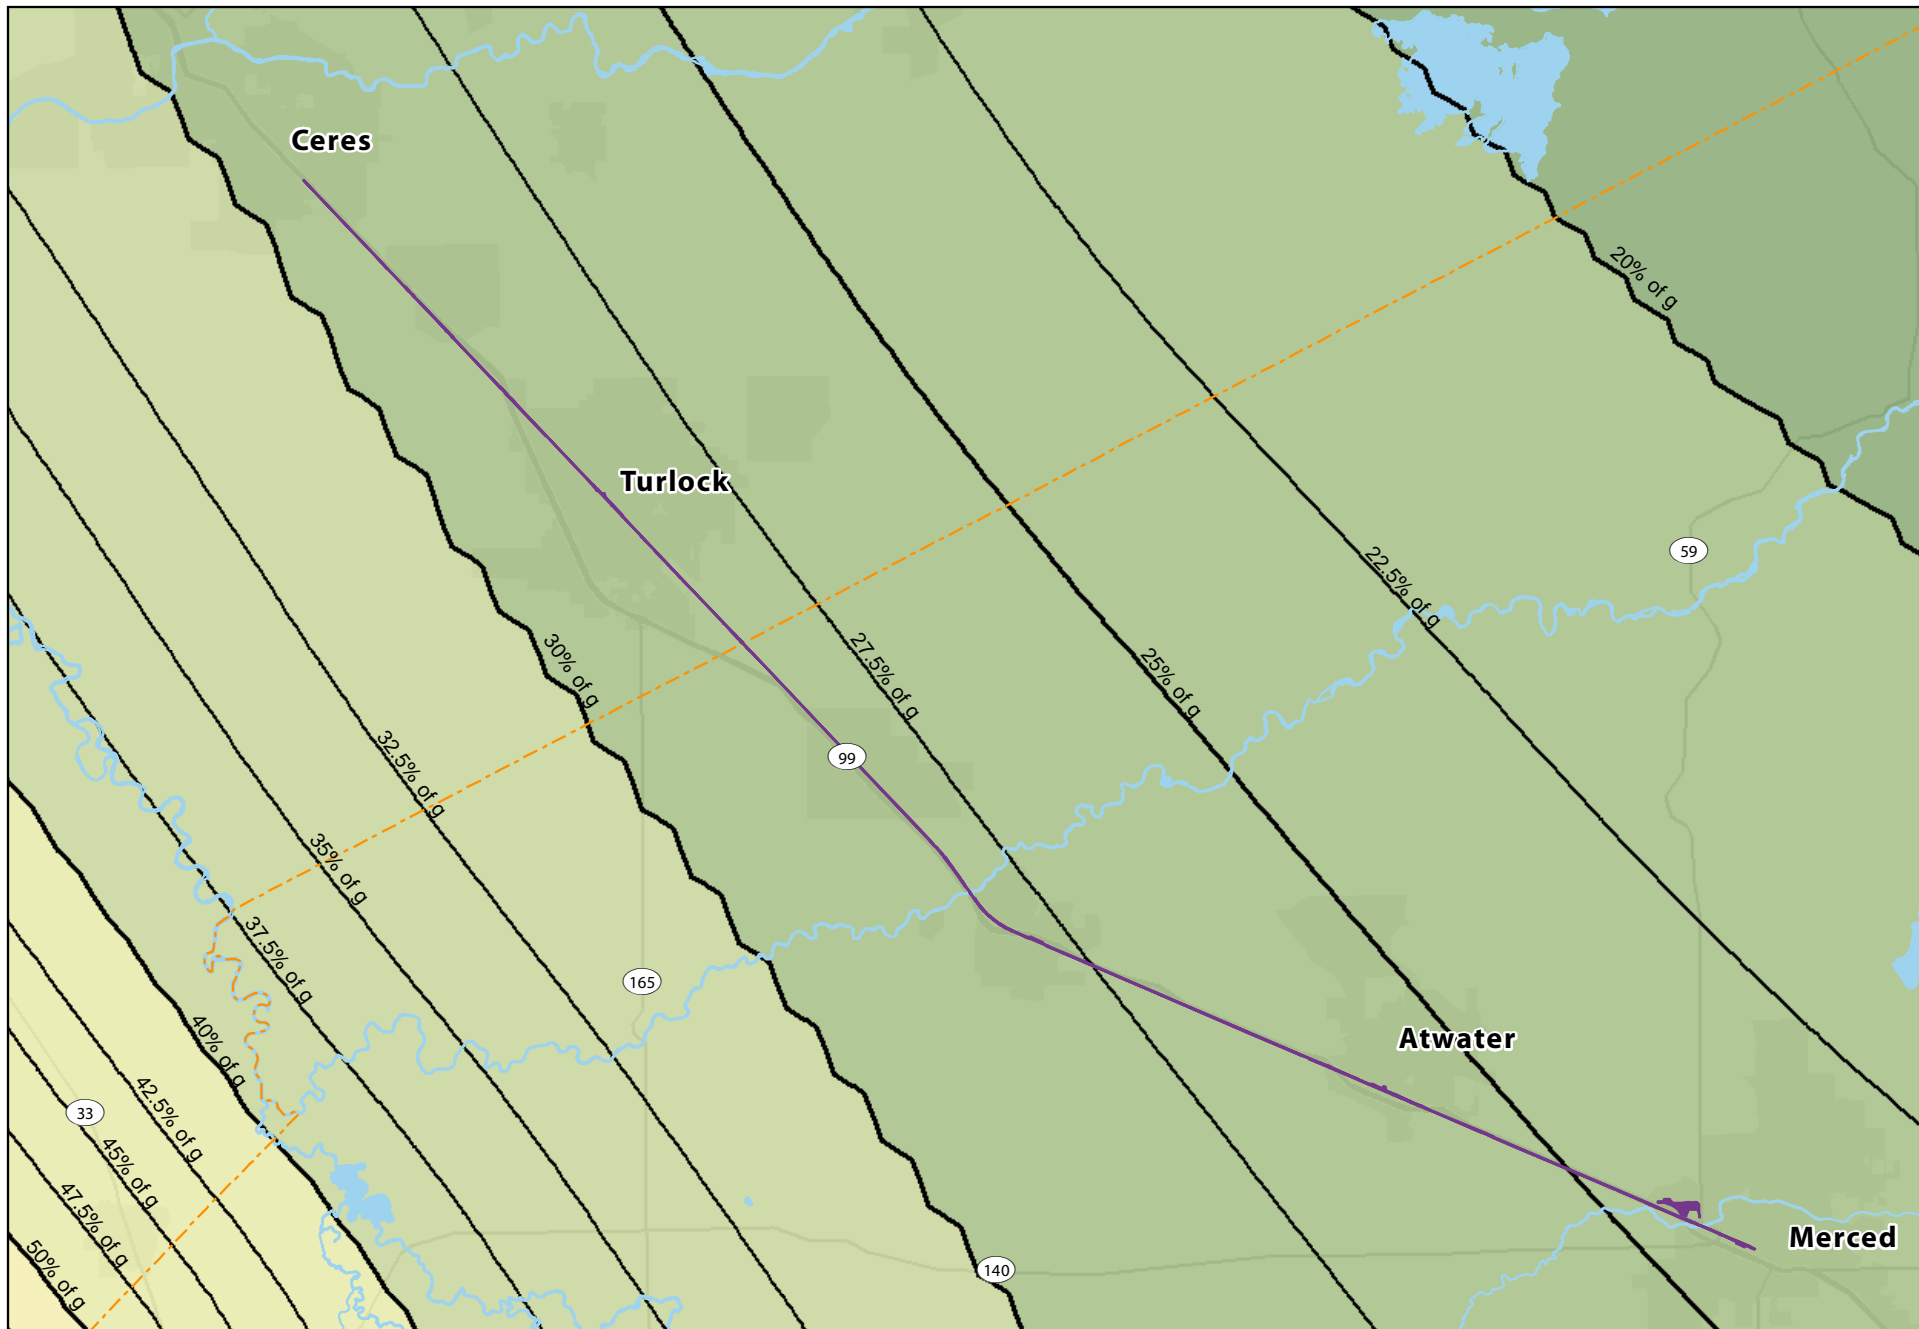 Ceres
20% of g
Turlock
59
22.5% of g
30% of g
27.5% of g
25% of g
32.5% of g
99
35% of g
37.5% of g
165
40% of g
Atwater
42.5% of g
33
45% of g
47.5% of g
50% of g
140
Merced